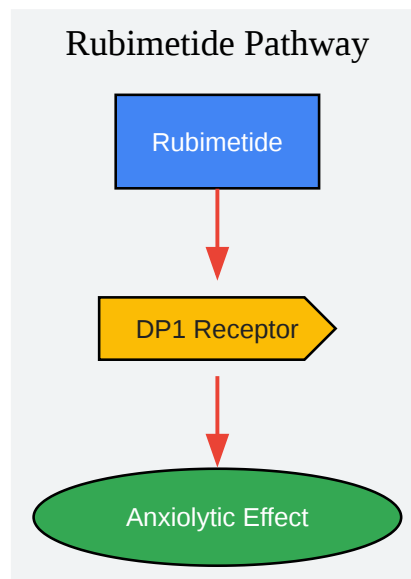 Rubimetide Pathway
Rubimetide
DP1 Receptor
Anxiolytic Effect